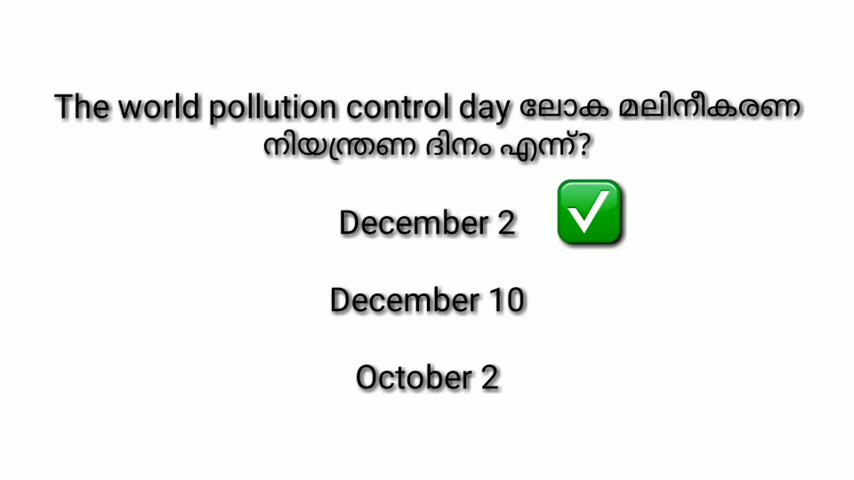 The world pollution control day ലോക മലിനീകരണ
നിയന്ത്രണ ദിനം എന്ന്?
December 2
December 10
October 2